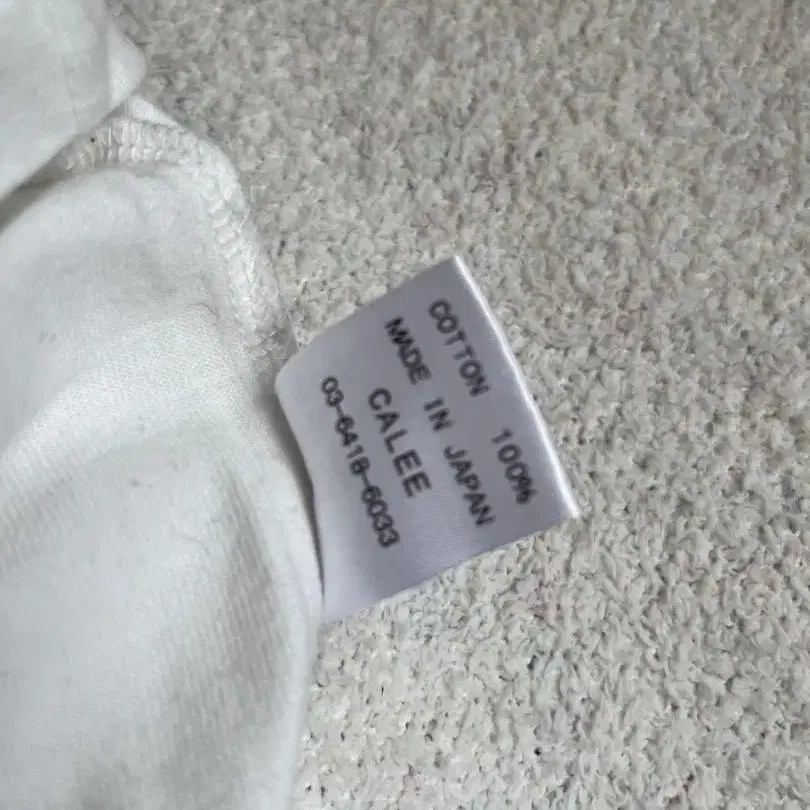 COTTON 100%
MADE IN JAPAN
CALEE
03-6418-6033